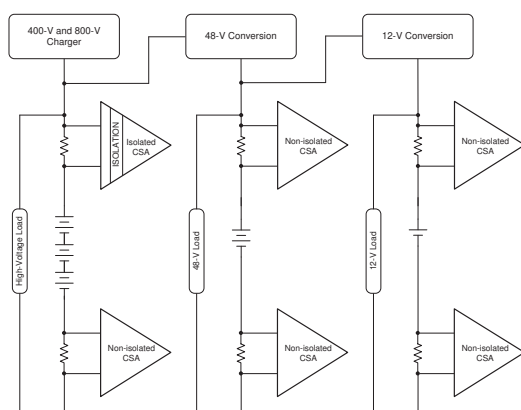 400-V and 800-V
Charger
48-V Conversion
12-V Conversion
ISOLATION
Isolated
CSA
Non-isolated
CSA
Non-isolated
CSA
High-Voltage Load
48-V Load
12-V Load
Non-isolated
CSA
Non-isolated
CSA
Non-isolated
CSA